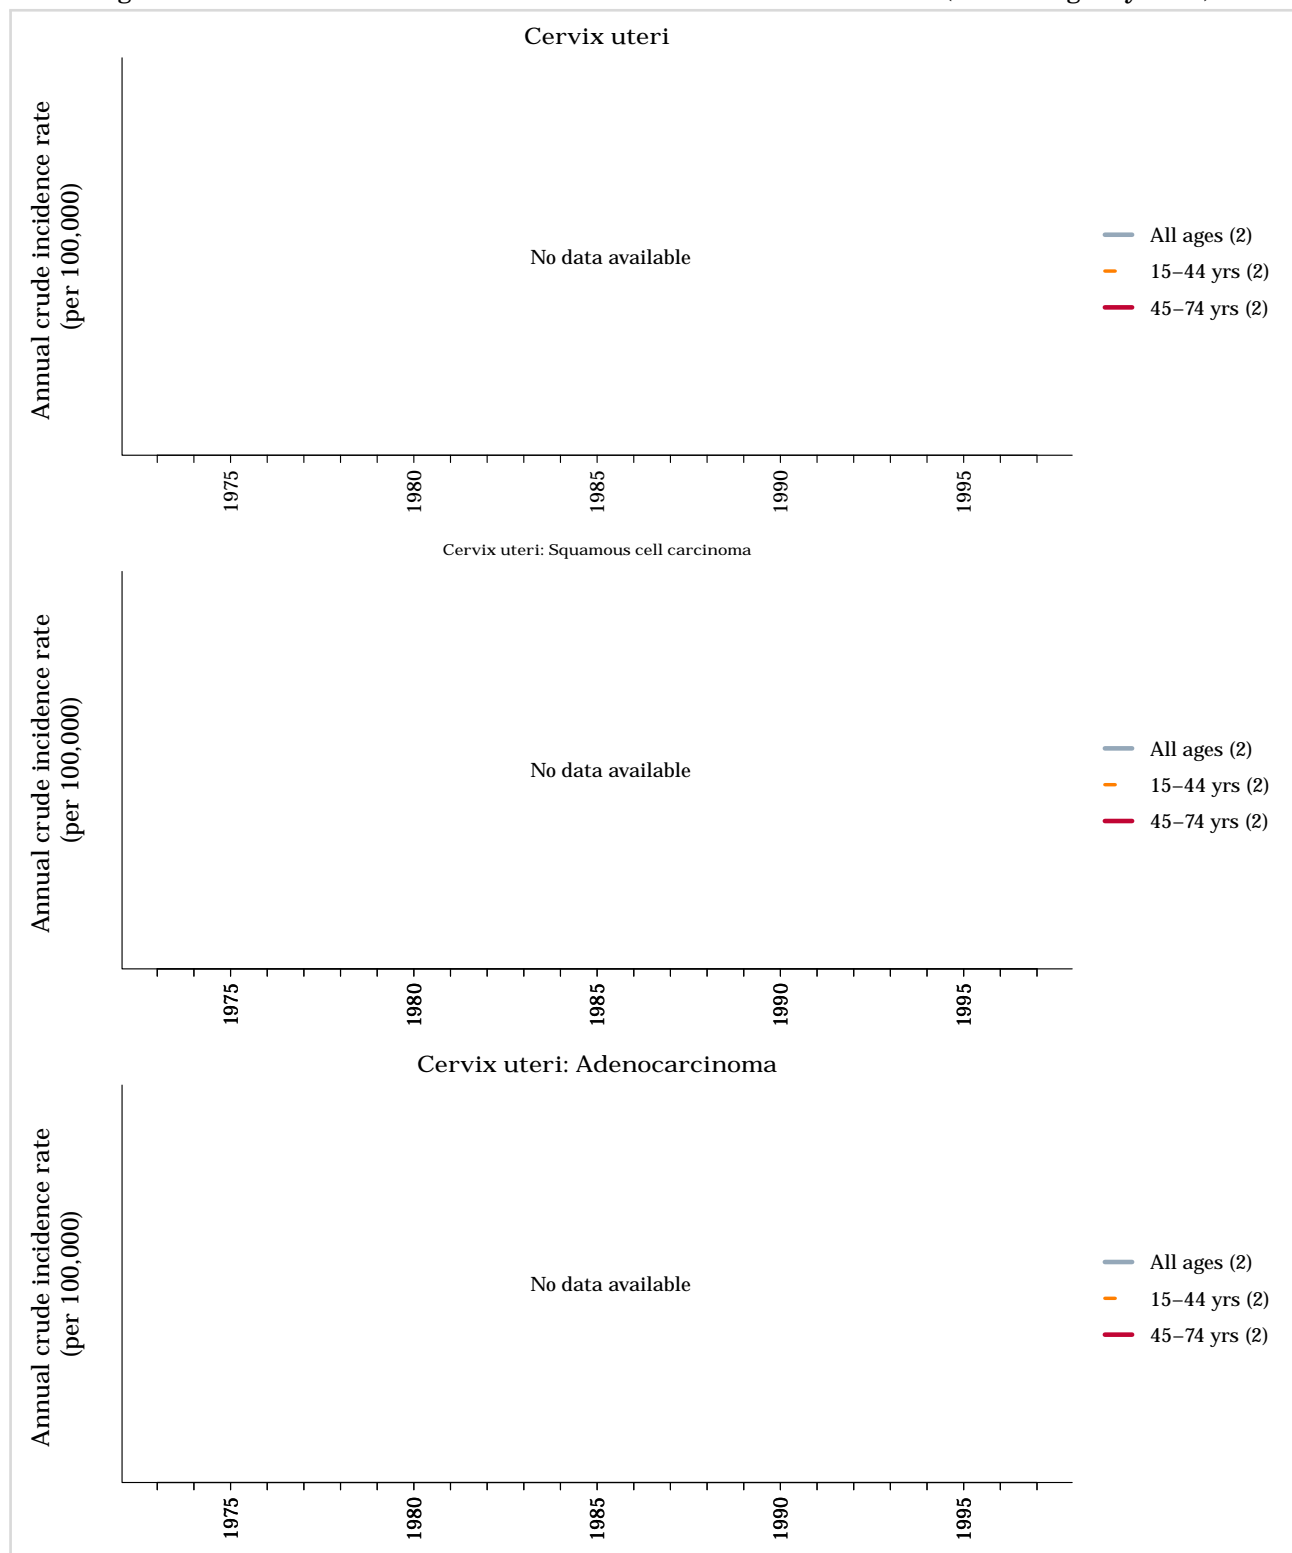 Cervix uteri
Annual crude incidence rate
(per 100,000)
No data available
All ages (2)
15–44 yrs (2)
45–74 yrs (2)
1975
1980
1985
1990
1995
Cervix uteri: Squamous cell carcinoma
Annual crude incidence rate
(per 100,000)
No data available
All ages (2)
15–44 yrs (2)
45–74 yrs (2)
1975
1980
1985
1990
1995
Cervix uteri: Adenocarcinoma
Annual crude incidence rate
(per 100,000)
No data available
All ages (2)
15–44 yrs (2)
45–74 yrs (2)
1975
1980
1985
1990
1995